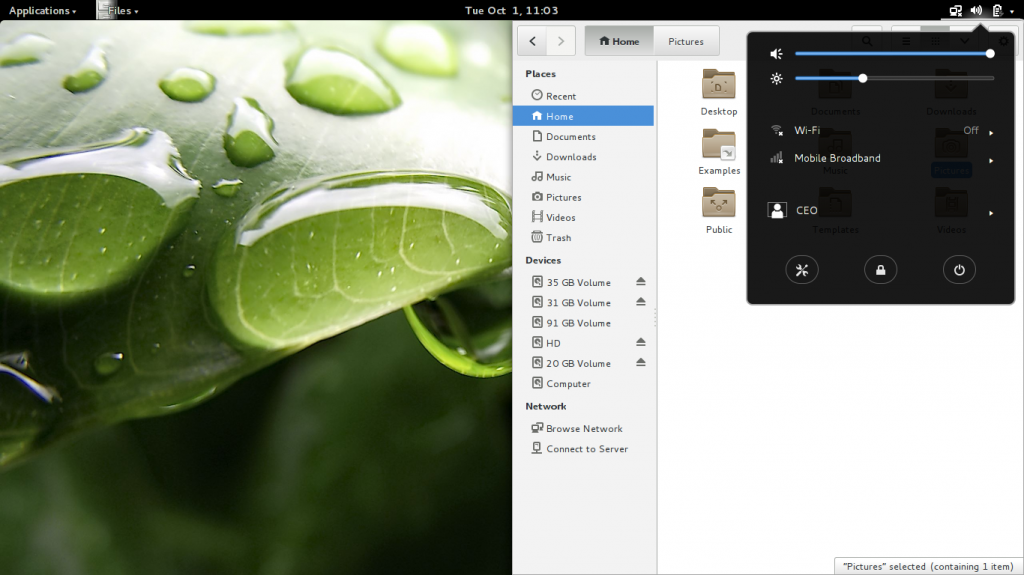 Applications
Files
Tue Oct 1, 11:03
Home
Pictures
Places
Recent
Home
Documents
Downloads
Music
Pictures
Videos
Trash
Devices
35 GB Volume
31 GB Volume
91 GB Volume
HD
20 GB Volume
Computer
Network
Browse Network
Connect to Server
Desktop
Documents
Downloads
Examples
Music
Pictures
Public
Templates
Videos
Wi-Fi
Off
Mobile Broadband
CEO
"Pictures" selected (containing 1 item)